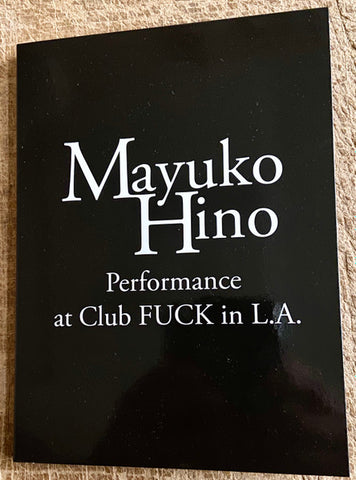 Mayuko
Hino
Performance
at Club FUCK in L.A.